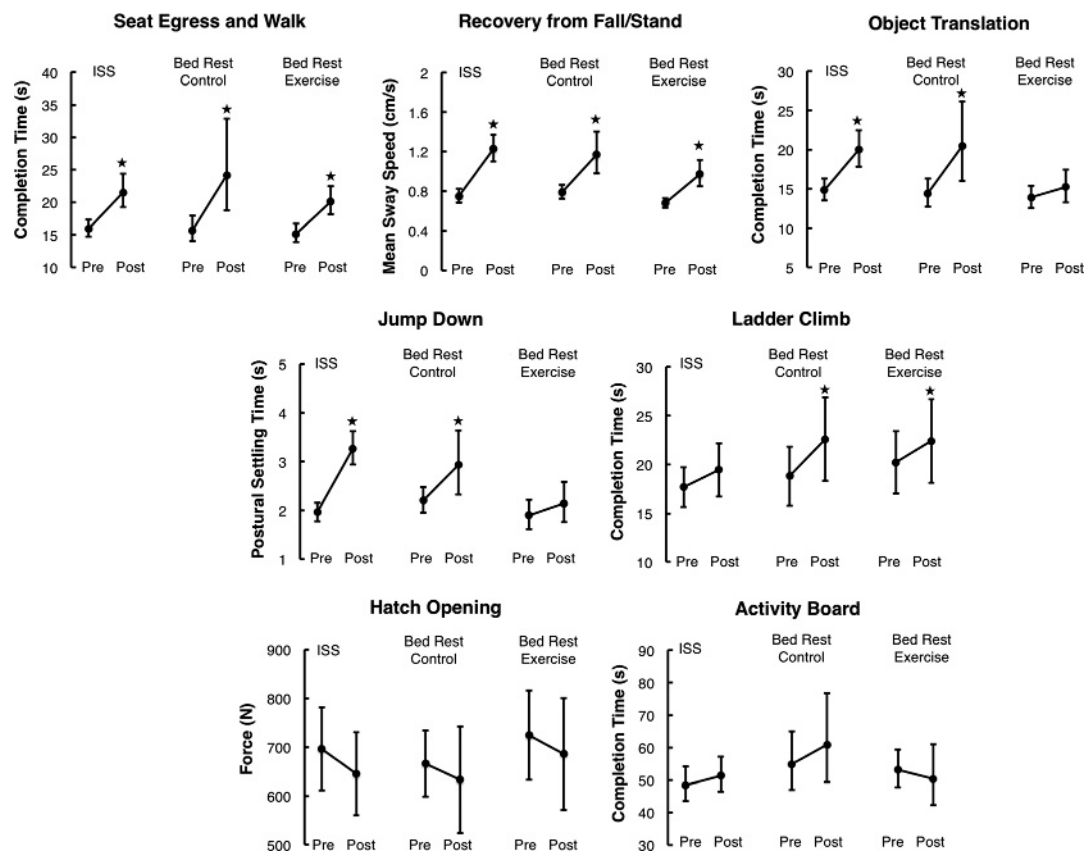 Seat Egress and Walk
Completion Time (s)
40
35
30
25
20
15
10
ISS
Bed Rest
Control
Bed Rest
Exercise
★
★
★
Pre Post
Pre Post
Pre Post
Recovery from Fall/Stand
Mean Sway Speed (cm/s)
2
1.6
1.2
0.8
0.4
0
ISS
Bed Rest
Control
Bed Rest
Exercise
★
★
★
Pre Post
Pre Post
Pre Post
Object Translation
Completion Time (s)
30
25
20
15
10
5
ISS
Bed Rest
Control
Bed Rest
Exercise
★
★
Pre Post
Pre Post
Pre Post
Jump Down
Postural Settling Time (s)
5
4
3
2
1
ISS
Bed Rest
Control
Bed Rest
Exercise
★
★
Pre Post
Pre Post
Pre Post
Ladder Climb
Completion Time (s)
30
25
20
15
10
ISS
Bed Rest
Control
Bed Rest
Exercise
★
★
Pre Post
Pre Post
Pre Post
Hatch Opening
Force (N)
900
800
700
600
500
ISS
Bed Rest
Control
Bed Rest
Exercise
Pre Post
Pre Post
Pre Post
Activity Board
Completion Time (s)
90
80
70
60
50
40
30
ISS
Bed Rest
Control
Bed Rest
Exercise
Pre Post
Pre Post
Pre Post